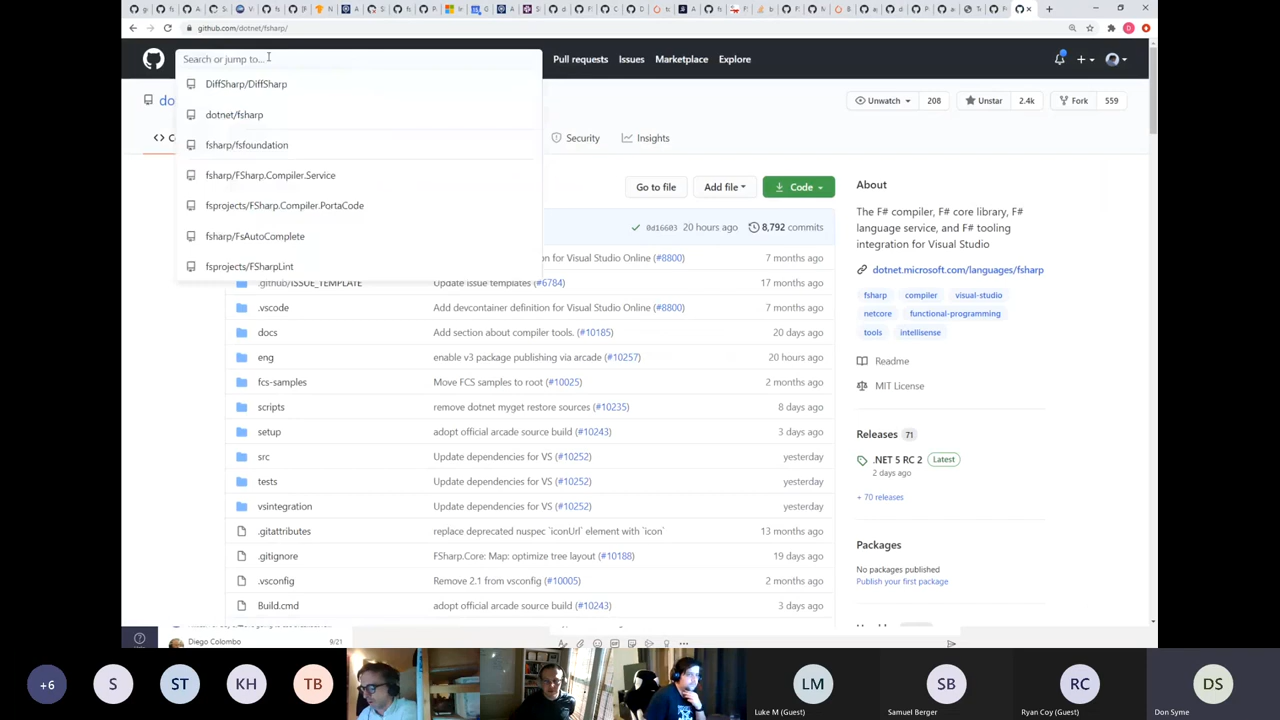 github.com/dotnet/fsharp/
Search or jump to...
Pull requests
Issues
Marketplace
Explore
DiffSharp/DiffSharp
dotnet/fsharp
fsharp/fsfoundation
fsharp/FSharp.Compiler.Service
fsprojects/FSharp.Compiler.PortaCode
fsharp/FsAutoComplete
fsprojects/FSharpLint
Unwatch 208
Unstar 2.4k
Fork 559
Security
Insights
Go to file
Add file
Code
0d16603 20 hours ago 8,792 commits
for Visual Studio Online (#8800) 7 months ago
.github/ISSUE_TEMPLATE Update issue templates (#6784) 17 months ago
.vscode Add devcontainer definition for Visual Studio Online (#8800) 7 months ago
docs Add section about compiler tools. (#10185) 20 days ago
eng enable v3 package publishing via arcade (#10257) 20 hours ago
fcs-samples Move FCS samples to root (#10025) 2 months ago
scripts remove dotnet myget restore sources (#10235) 8 days ago
setup adopt official arcade source build (#10243) 3 days ago
src Update dependencies for VS (#10252) yesterday
tests Update dependencies for VS (#10252) yesterday
vsintegration Update dependencies for VS (#10252) yesterday
.gitattributes replace deprecated nuspec `iconUrl` element with `icon` 13 months ago
.gitignore FSharp.Core: Map: optimize tree layout (#10188) 19 days ago
.vsconfig Remove 2.1 from vsconfig (#10005) 2 months ago
Build.cmd adopt official arcade source build (#10243) 3 days ago
About
The F# compiler, F# core library, F#
language service, and F# tooling
integration for Visual Studio
dotnet.microsoft.com/languages/fsharp
fsharp compiler visual-studio
netcore functional-programming
tools intellisense
Readme
MIT License
Releases 71
.NET 5 RC 2 Latest
2 days ago
+ 70 releases
Packages
No packages published
Publish your first package
Diego Colombo 9/21
+6
S
ST
KH
TB
LM
Luke M (Guest)
SB
Samuel Berger
RC
Ryan Coy (Guest)
DS
Don Syme